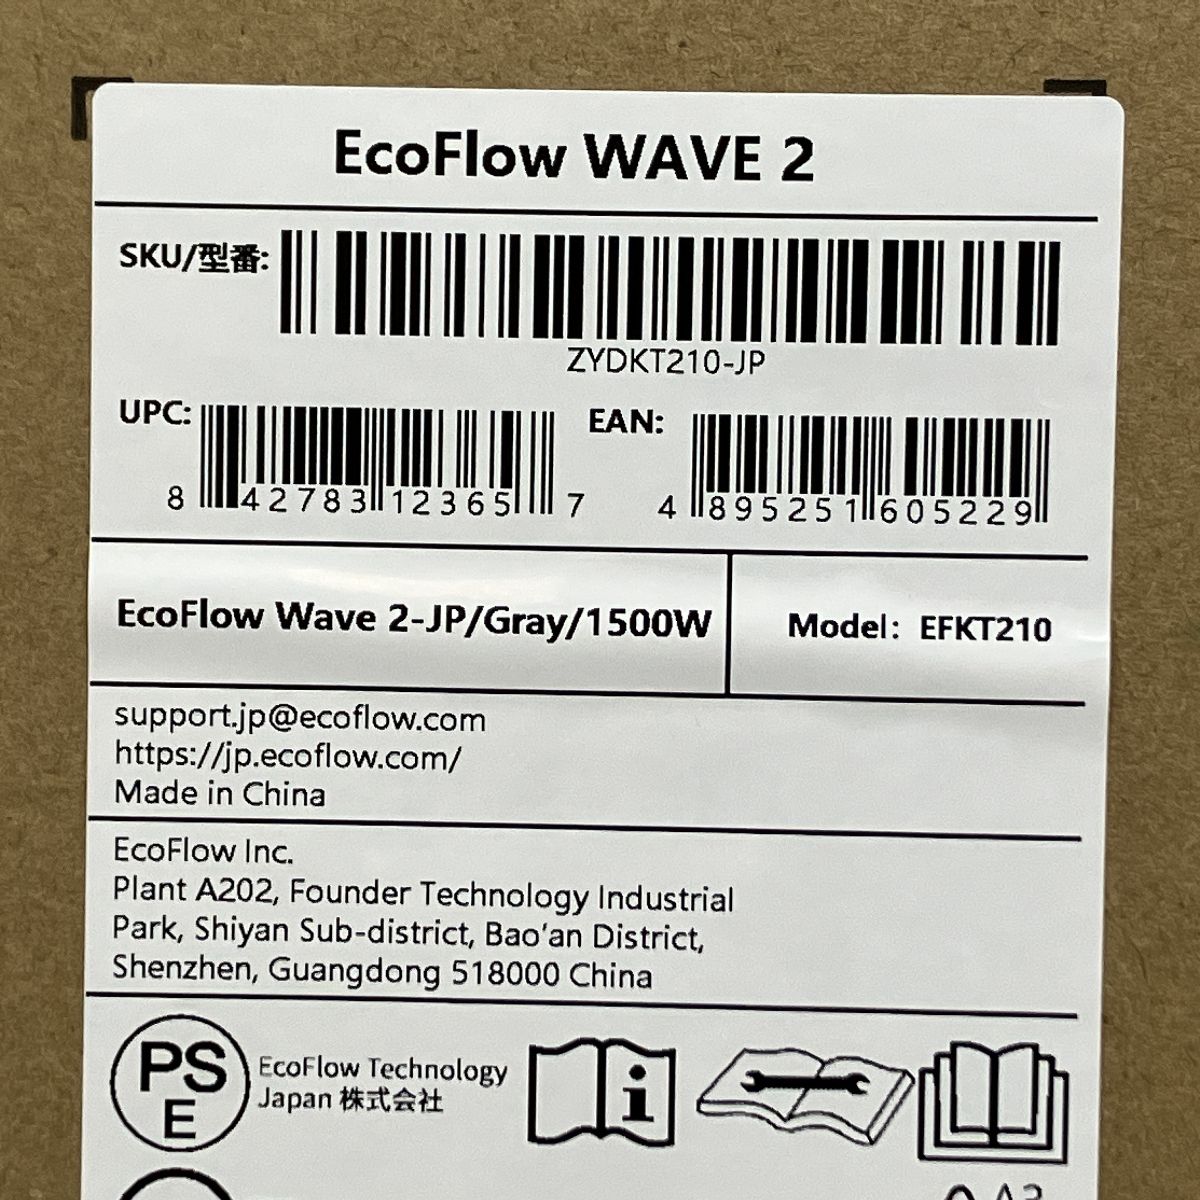 EcoFlow WAVE 2
SKU/型番:
ZYDKT210-JP
UPC:
8 42783 12365 7
EAN:
4 895251 605229
EcoFlow Wave 2-JP/Gray/1500W
Model: EFKT210
support.jp@ecoflow.com
https://jp.ecoflow.com/
Made in China
EcoFlow Inc.
Plant A202, Founder Technology Industrial
Park, Shiyan Sub-district, Bao'an District,
Shenzhen, Guangdong 518000 China
PS
E
EcoFlow Technology
Japan 株式会社